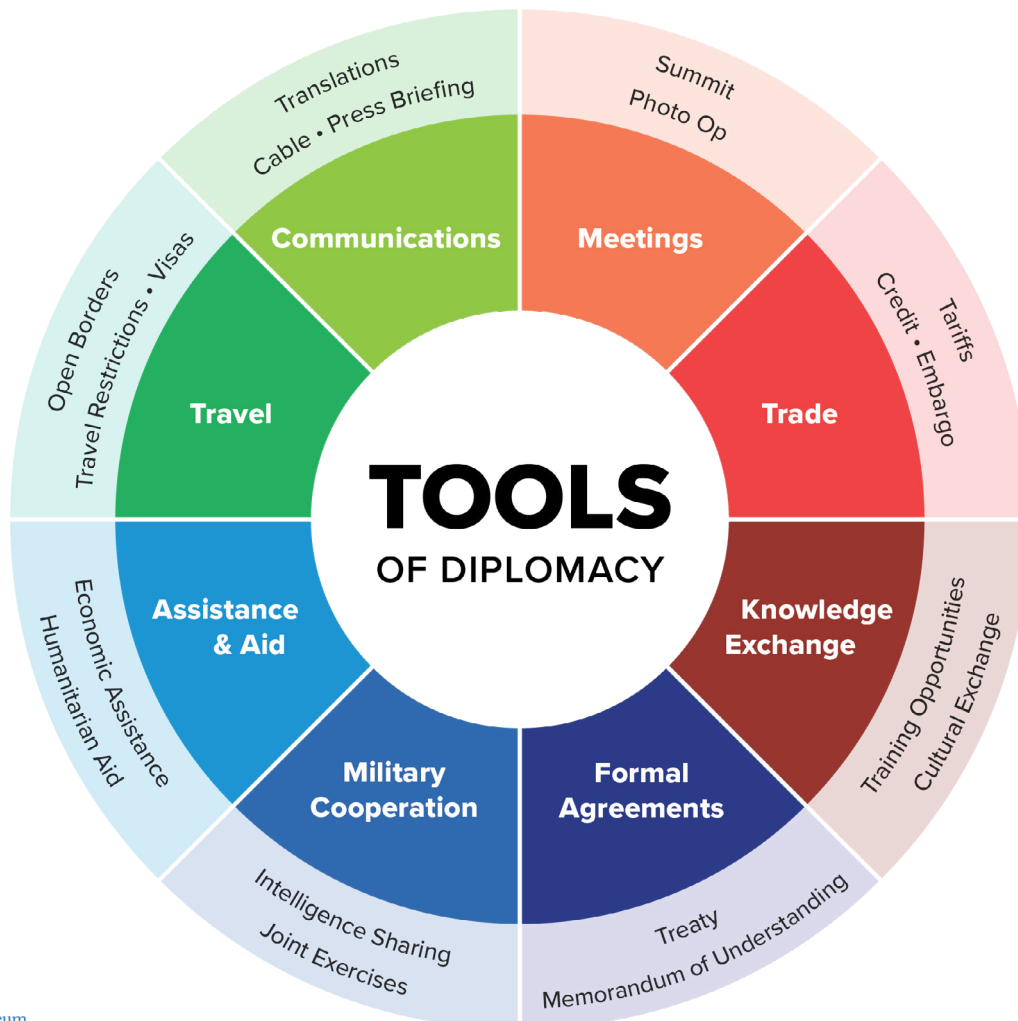 TOOLS
OF DIPLOMACY
Translations
Cable • Press Briefing
Communications
Summit
Photo Op
Meetings
Tariffs
Credit • Embargo
Trade
Knowledge
Exchange
Training Opportunities
Cultural Exchange
Formal
Agreements
Treaty
Memorandum of Understanding
Military
Cooperation
Intelligence Sharing
Joint Exercises
Assistance
& Aid
Economic Assistance
Humanitarian Aid
Travel
Open Borders
Travel Restrictions • Visas